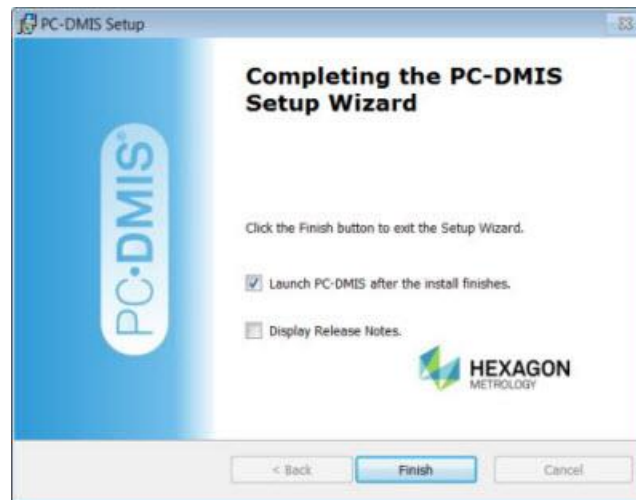 PC-DMIS Setup
Completing the PC-DMIS
Setup Wizard
PC•DMIS®
Click the Finish button to exit the Setup Wizard.
Launch PC-DMIS after the install finishes.
Display Release Notes.
HEXAGON
METROLOGY
< Back
Finish
Cancel